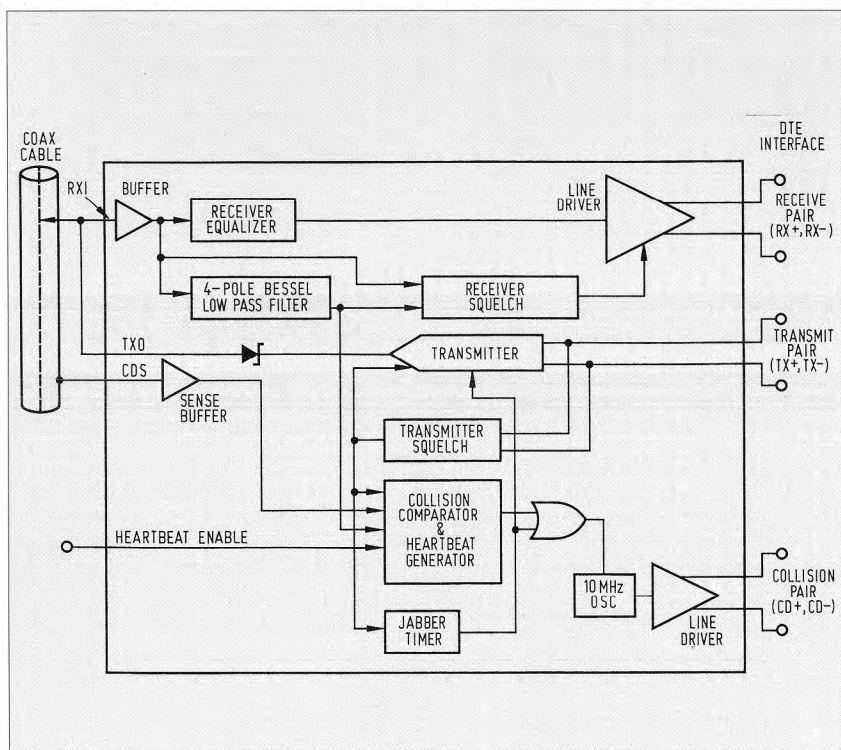 COAX
CABLE
RXI
BUFFER
RECEIVER
EQUALIZER
LINE
DRIVER
DTE
INTERFACE
RECEIVE
PAIR
(RX+,RX-)
4-POLE BESSEL
LOW PASS FILTER
RECEIVER
SQUELCH
TXO
TRANSMITTER
TRANSMIT
PAIR
(TX+,TX-)
CDS
SENSE
BUFFER
TRANSMITTER
SQUELCH
COLLISION
COMPARATOR
&
HEARTBEAT
GENERATOR
HEARTBEAT ENABLE
10MHz
OSC
LINE
DRIVER
COLLISION
PAIR
(CD+,CD-)
JABBER
TIMER